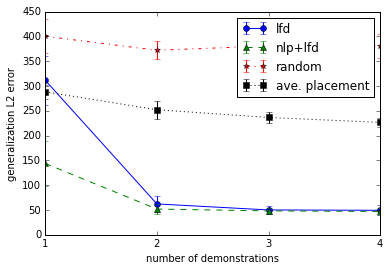 450
400
350
300
250
200
150
100
50
0
generalization L2 error
lfd
nlp+lfd
random
ave. placement
1
2
3
4
number of demonstrations